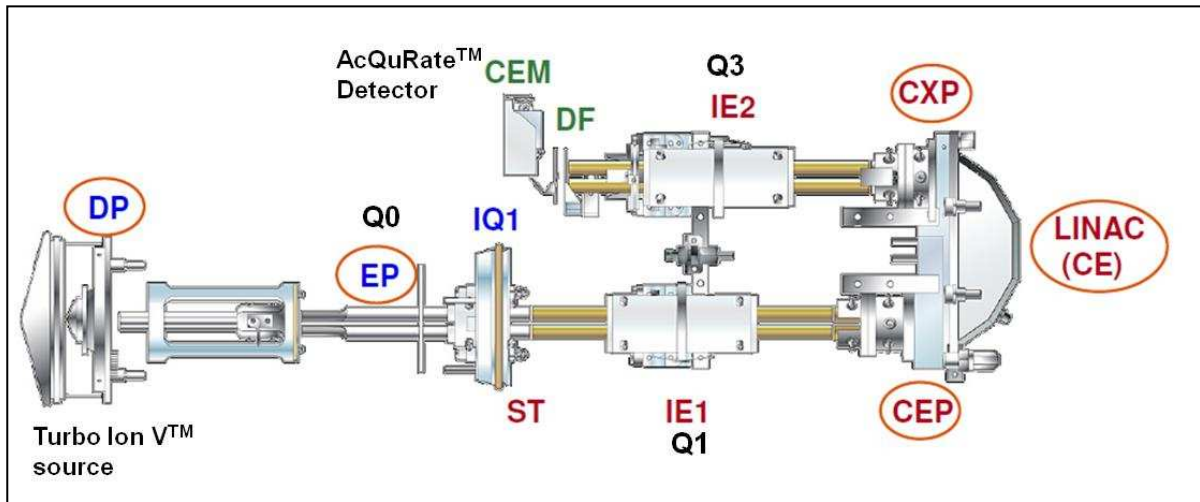 AcQuRate™
Detector
CEM
DF
Q3
IE2
CXP
DP
Q0
EP
IQ1
LINAC
(CE)
ST
IE1
Q1
CEP
Turbo Ion V™
source